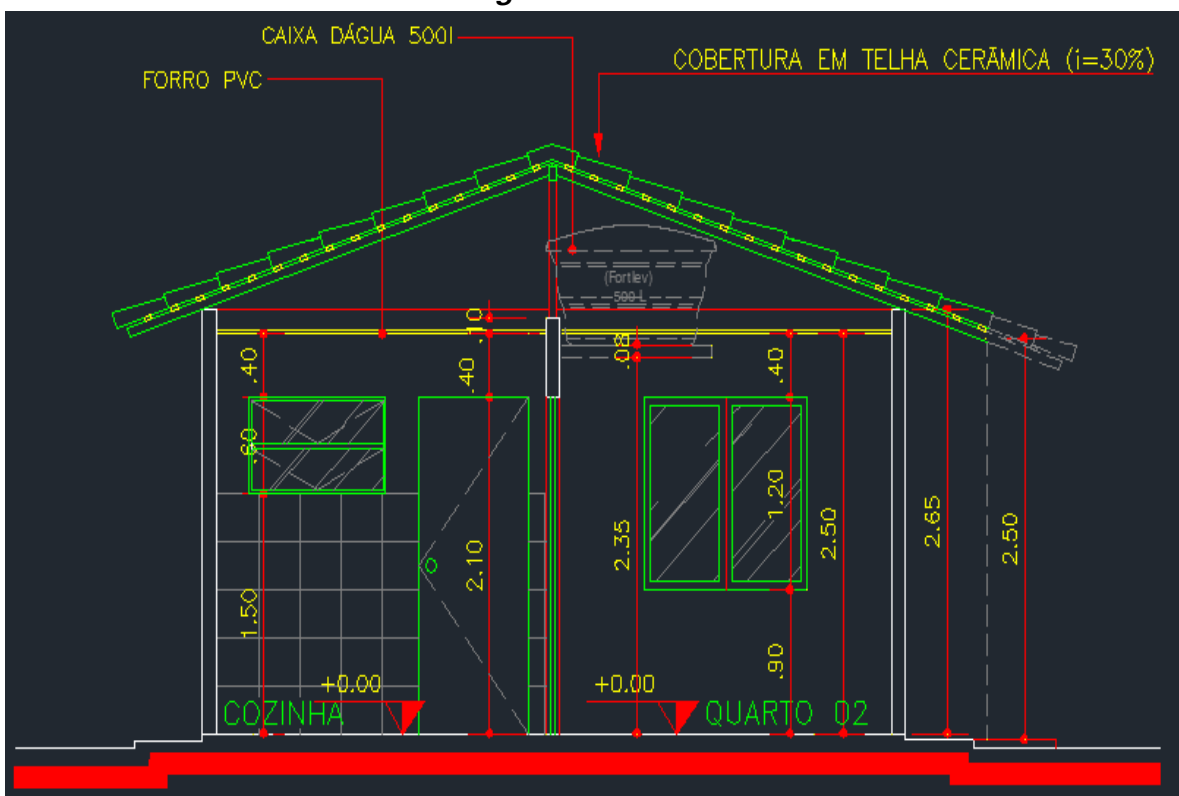 CAIXA DÁGUA 500l
COBERTURA EM TELHA CERÂMICA (i=30%)
FORRO PVC
(Fortlev)
500 L
.10
.08
.40
.40
.40
.60
1.20
2.65
2.50
2.50
2.35
2.10
1.50
.90
+0.00
+0.00
COZINHA
QUARTO 02